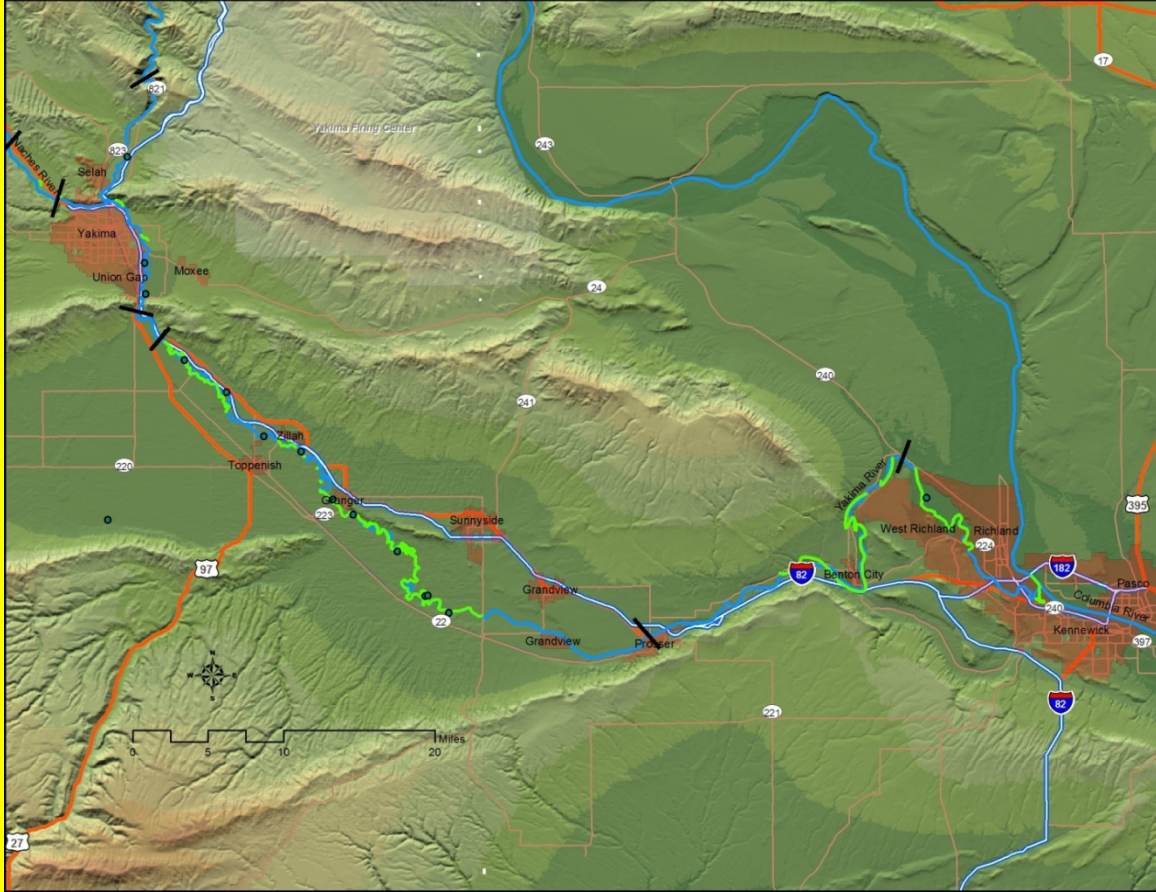 17
821
Yakima Firing Center
243
823
Naches River
Selah
Yakima
Moxee
Union Gap
24
240
241
Zillah
220
Toppenish
Yakima River
395
Granger
223
Sunnyside
West Richland
Richland
224
97
182
82
Benton City
Pasco
Grandview
Columbia River
240
22
Kennewick
397
Grandview
Prosser
N
W
E
S
82
221
Miles
0
5
10
20
27